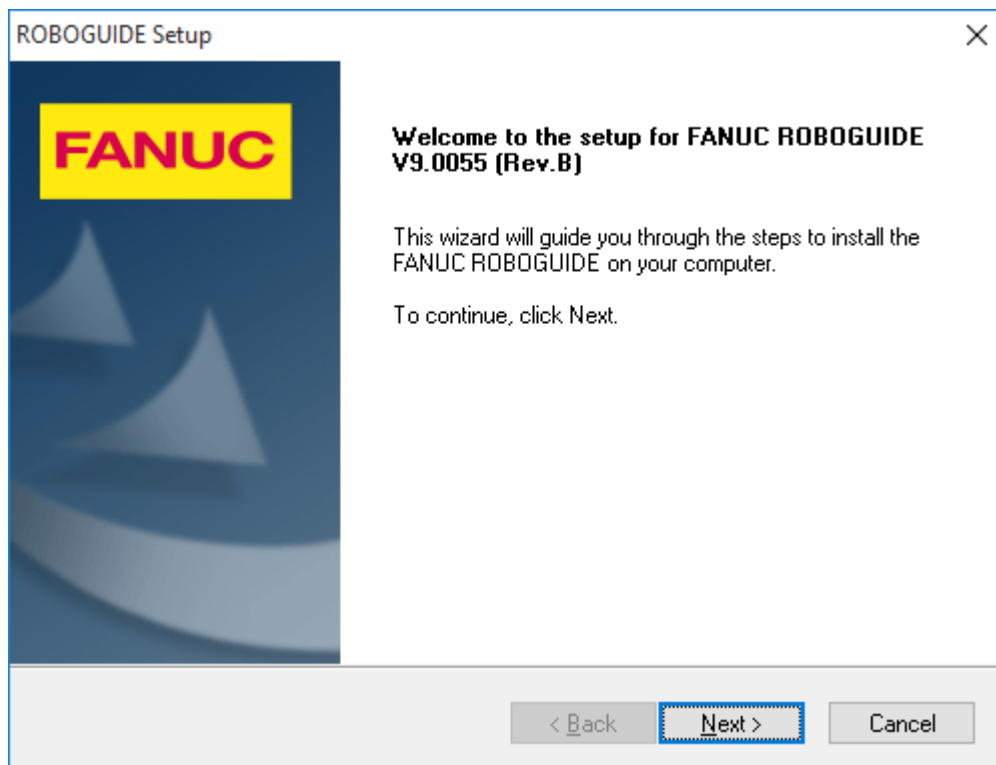 ROBOGUIDE Setup
FANUC
Welcome to the setup for FANUC ROBOGUIDE
V9.0055 (Rev.B)
This wizard will guide you through the steps to install the
FANUC ROBOGUIDE on your computer.
To continue, click Next.
< Back
Next >
Cancel